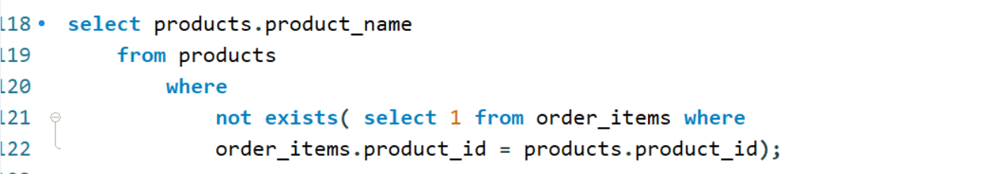 118 select products.product_name
119 from products
120 where
121 not exists( select 1 from order_items where
122 order_items.product_id = products.product_id);